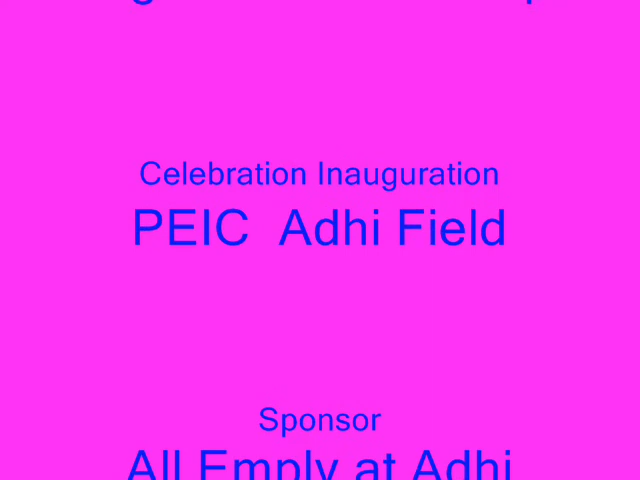 Celebration Inauguration
PEIC  Adhi Field
Sponsor
All Emply at Adhi